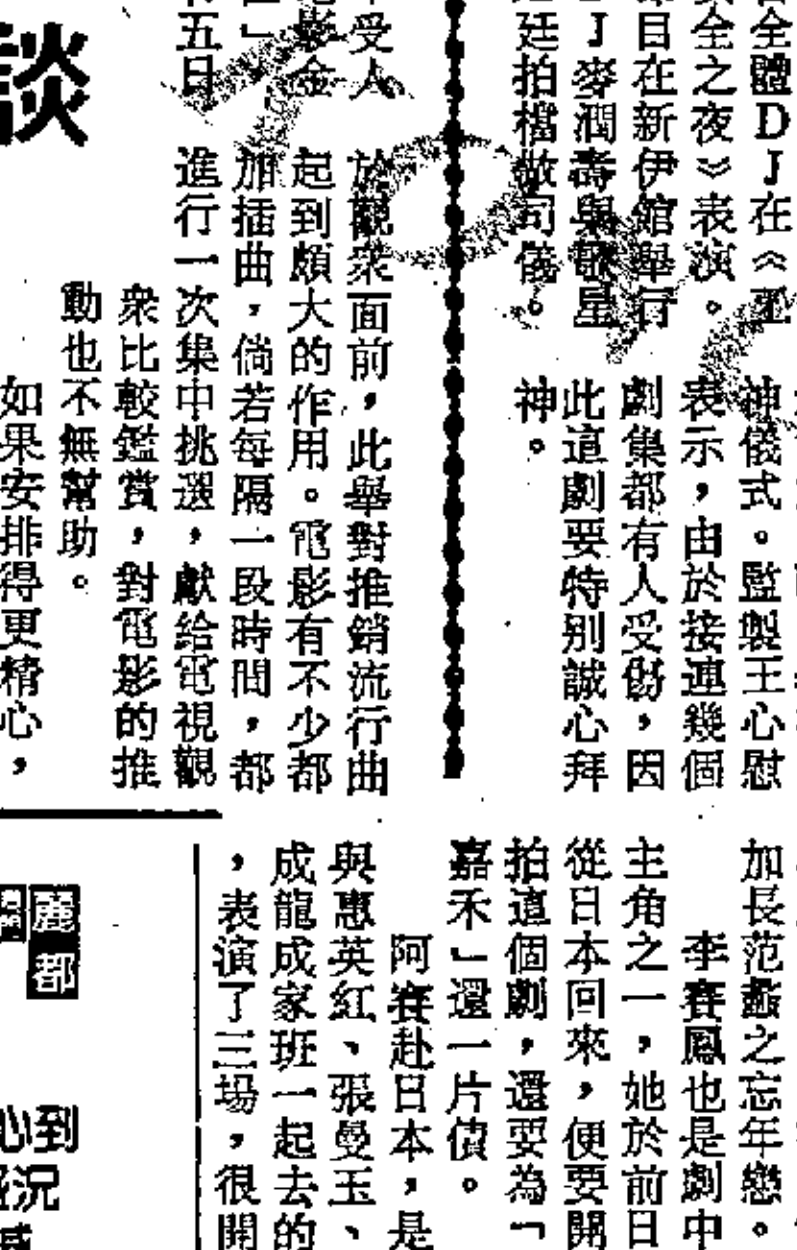 全體DJ在《亚
全之夜》表演。
目在新伊館舉行
J麥潤壽與歌星
廷拍檔做司儀。
神儀式。監製王心慰
表示，由於接連幾個
劇集都有人受傷，因
此這劇要特别誠心拜
神。
受人
電影金
」
五日
於觀衆面前，此舉對推銷流行曲
起到頗大的作用。電影有不少都
加插曲，倘若每隔一段時間，都
進行一次集中挑選，獻給電視觀
衆比較鑑賞，對電影的推
動也不無幫助。
如果安排得更精心，
談
加長范蠡之忘年戀。
李賽鳳也是劇中
主角之一，她於前日
從日本回來，便要開
拍這個劇，還要為「
嘉禾」還一片債。
阿賽赴日本，是
與惠英紅、張曼玉、
成龍成家班一起去的
，表演了三場，很開
麗都
心到
況